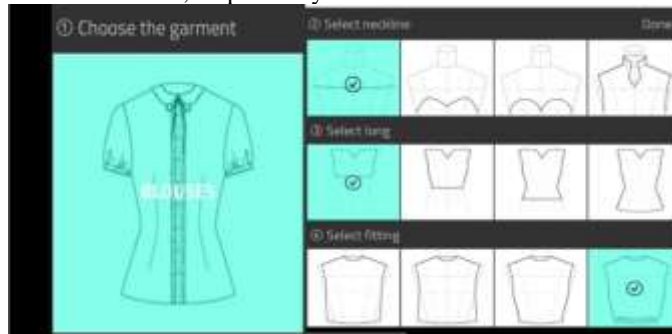 ① Choose the garment
BLOUSES
② Select neckline
Done
③ Select long
④ Select fitting